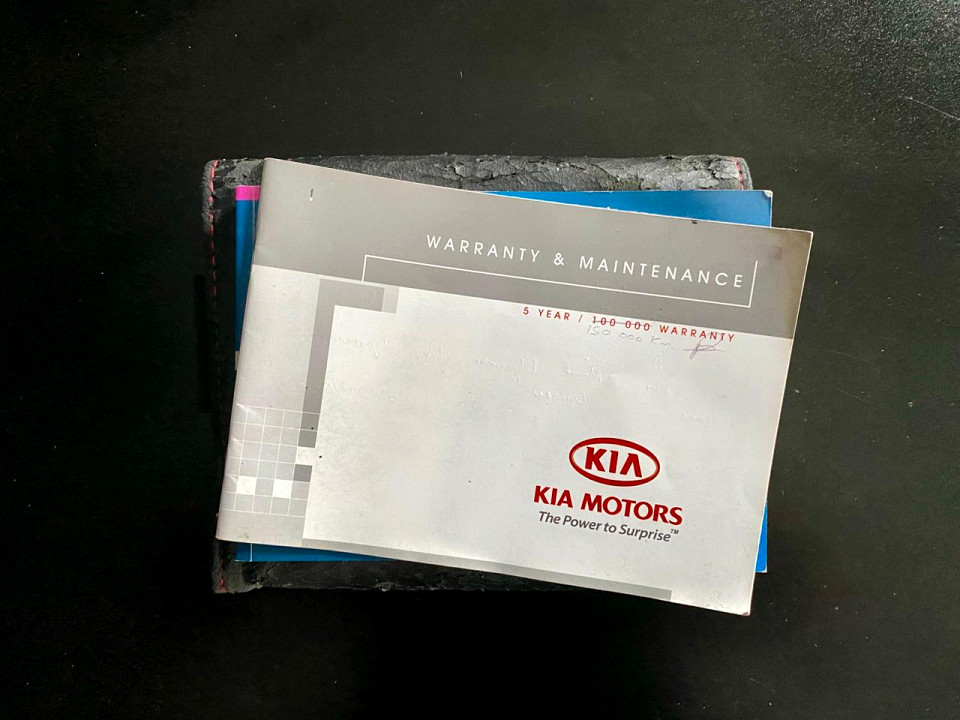 WARRANTY & MAINTENANCE
5 YEAR / 100 000 WARRANTY
150 000 Km
KIA
KIA MOTORS
The Power to Surprise™